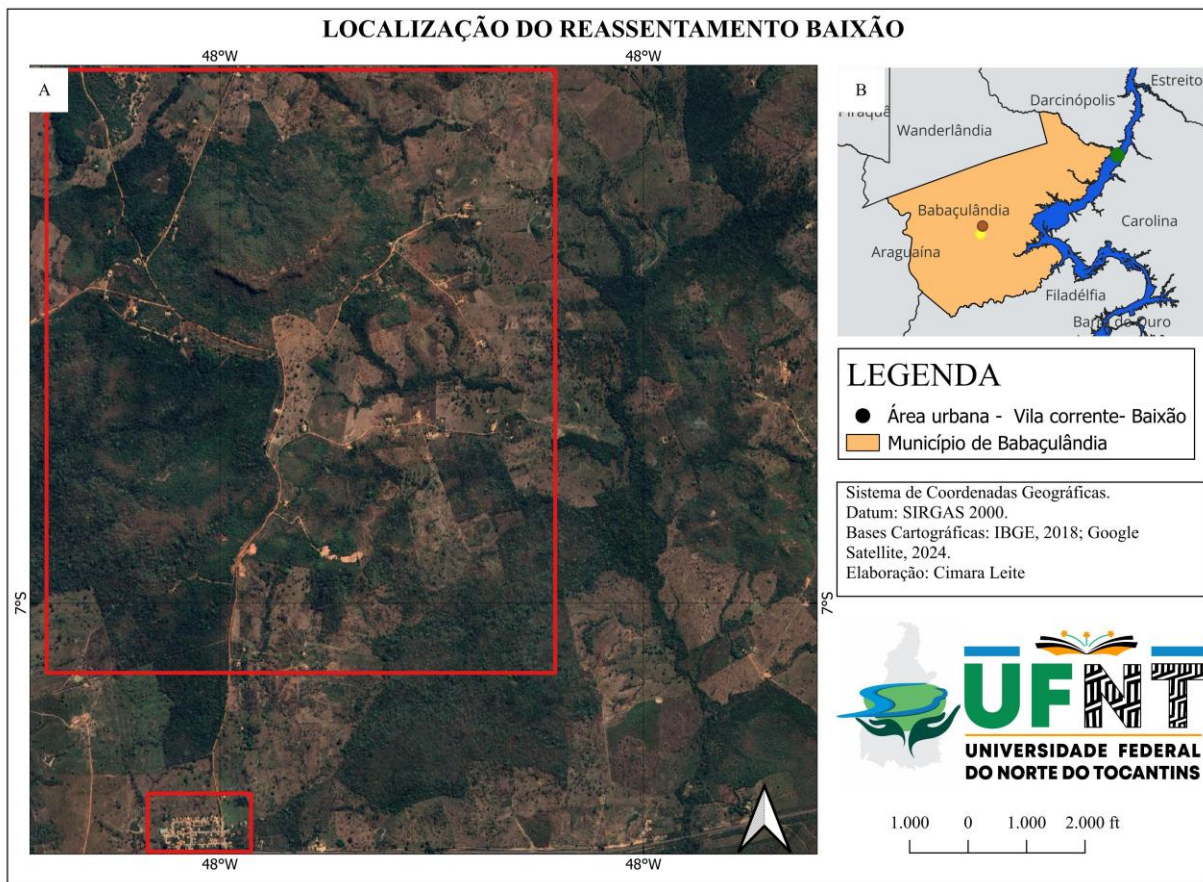 LOCALIZAÇÃO DO REASSENTAMENTO BAIXÃO
48°W
48°W
A
7°S
7°S
48°W
48°W
B
Estreito
Darcinópolis
Wanderlândia
Babaçulândia
Carolina
Araguaína
Filadélfia
Barra do Ouro
LEGENDA
Área urbana - Vila corrente- Baixão
Município de Babaçulândia
Sistema de Coordenadas Geográficas.
Datum: SIRGAS 2000.
Bases Cartográficas: IBGE, 2018; Google
Satellite, 2024.
Elaboração: Cimara Leite
UFNT
UNIVERSIDADE FEDERAL
DO NORTE DO TOCANTINS
1.000 0 1.000 2.000 ft